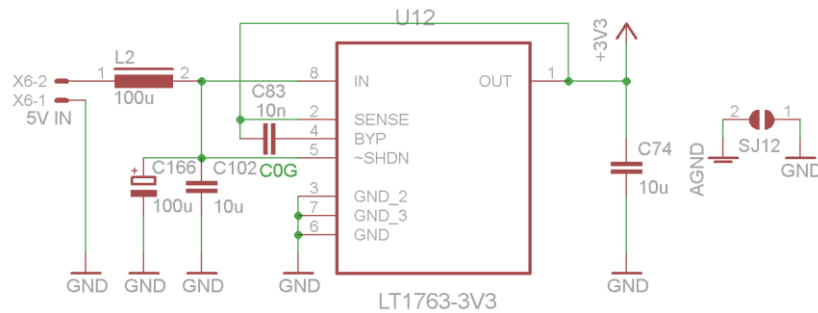 U12
L2
X6-2
1
2
100u
X6-1
5V IN
C83
10n
C0G
8
IN
2
SENSE
4
BYP
5
~SHDN
3
GND_2
7
GND_3
6
GND
OUT
1
+3V3
C166
100u
C102
10u
C74
10u
AGND
2
1
SJ12
GND
GND
GND
GND
GND
GND
LT1763-3V3